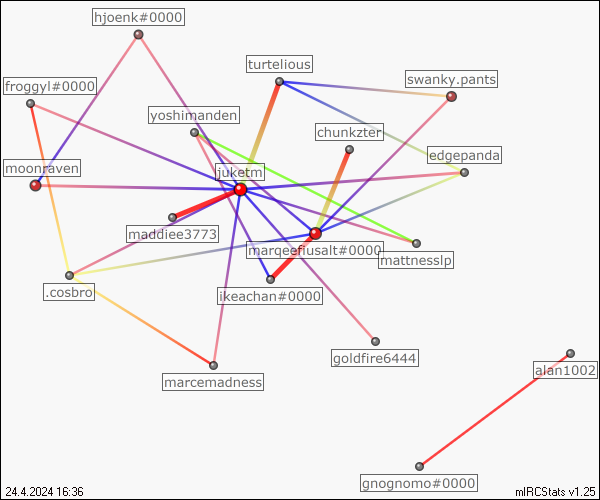 hjoenk#0000
turtelious
swanky.pants
froggyl#0000
yoshimanden
chunkzter
edgepanda
moonraven
juketm
maddiee3773
marqeefiusalt#0000
mattnesslp
.cosbro
ikeachan#0000
goldfire6444
alan1002
marcemadness
gnognomo#0000
24.4.2024 16:36
mIRCStats v1.25